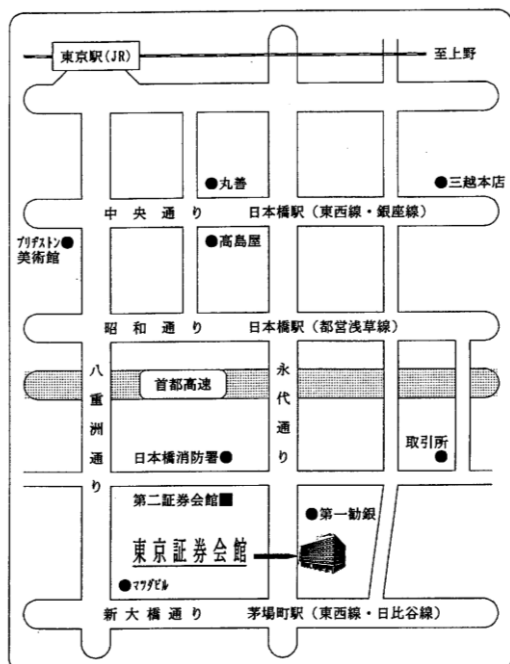 東京駅(JR)
至上野
●丸善
●三越本店
中央通り
日本橋駅(東西線・銀座線)
ブリヂストン●
美術館
●高島屋
昭和通り
日本橋駅(都営浅草線)
八重洲通り
首都高速
永代通り
取引所
日本橋消防署●
第二証券会館■
●第一勧銀
東京証券会館
●マツダビル
新大橋通り
茅場町駅(東西線・日比谷線)